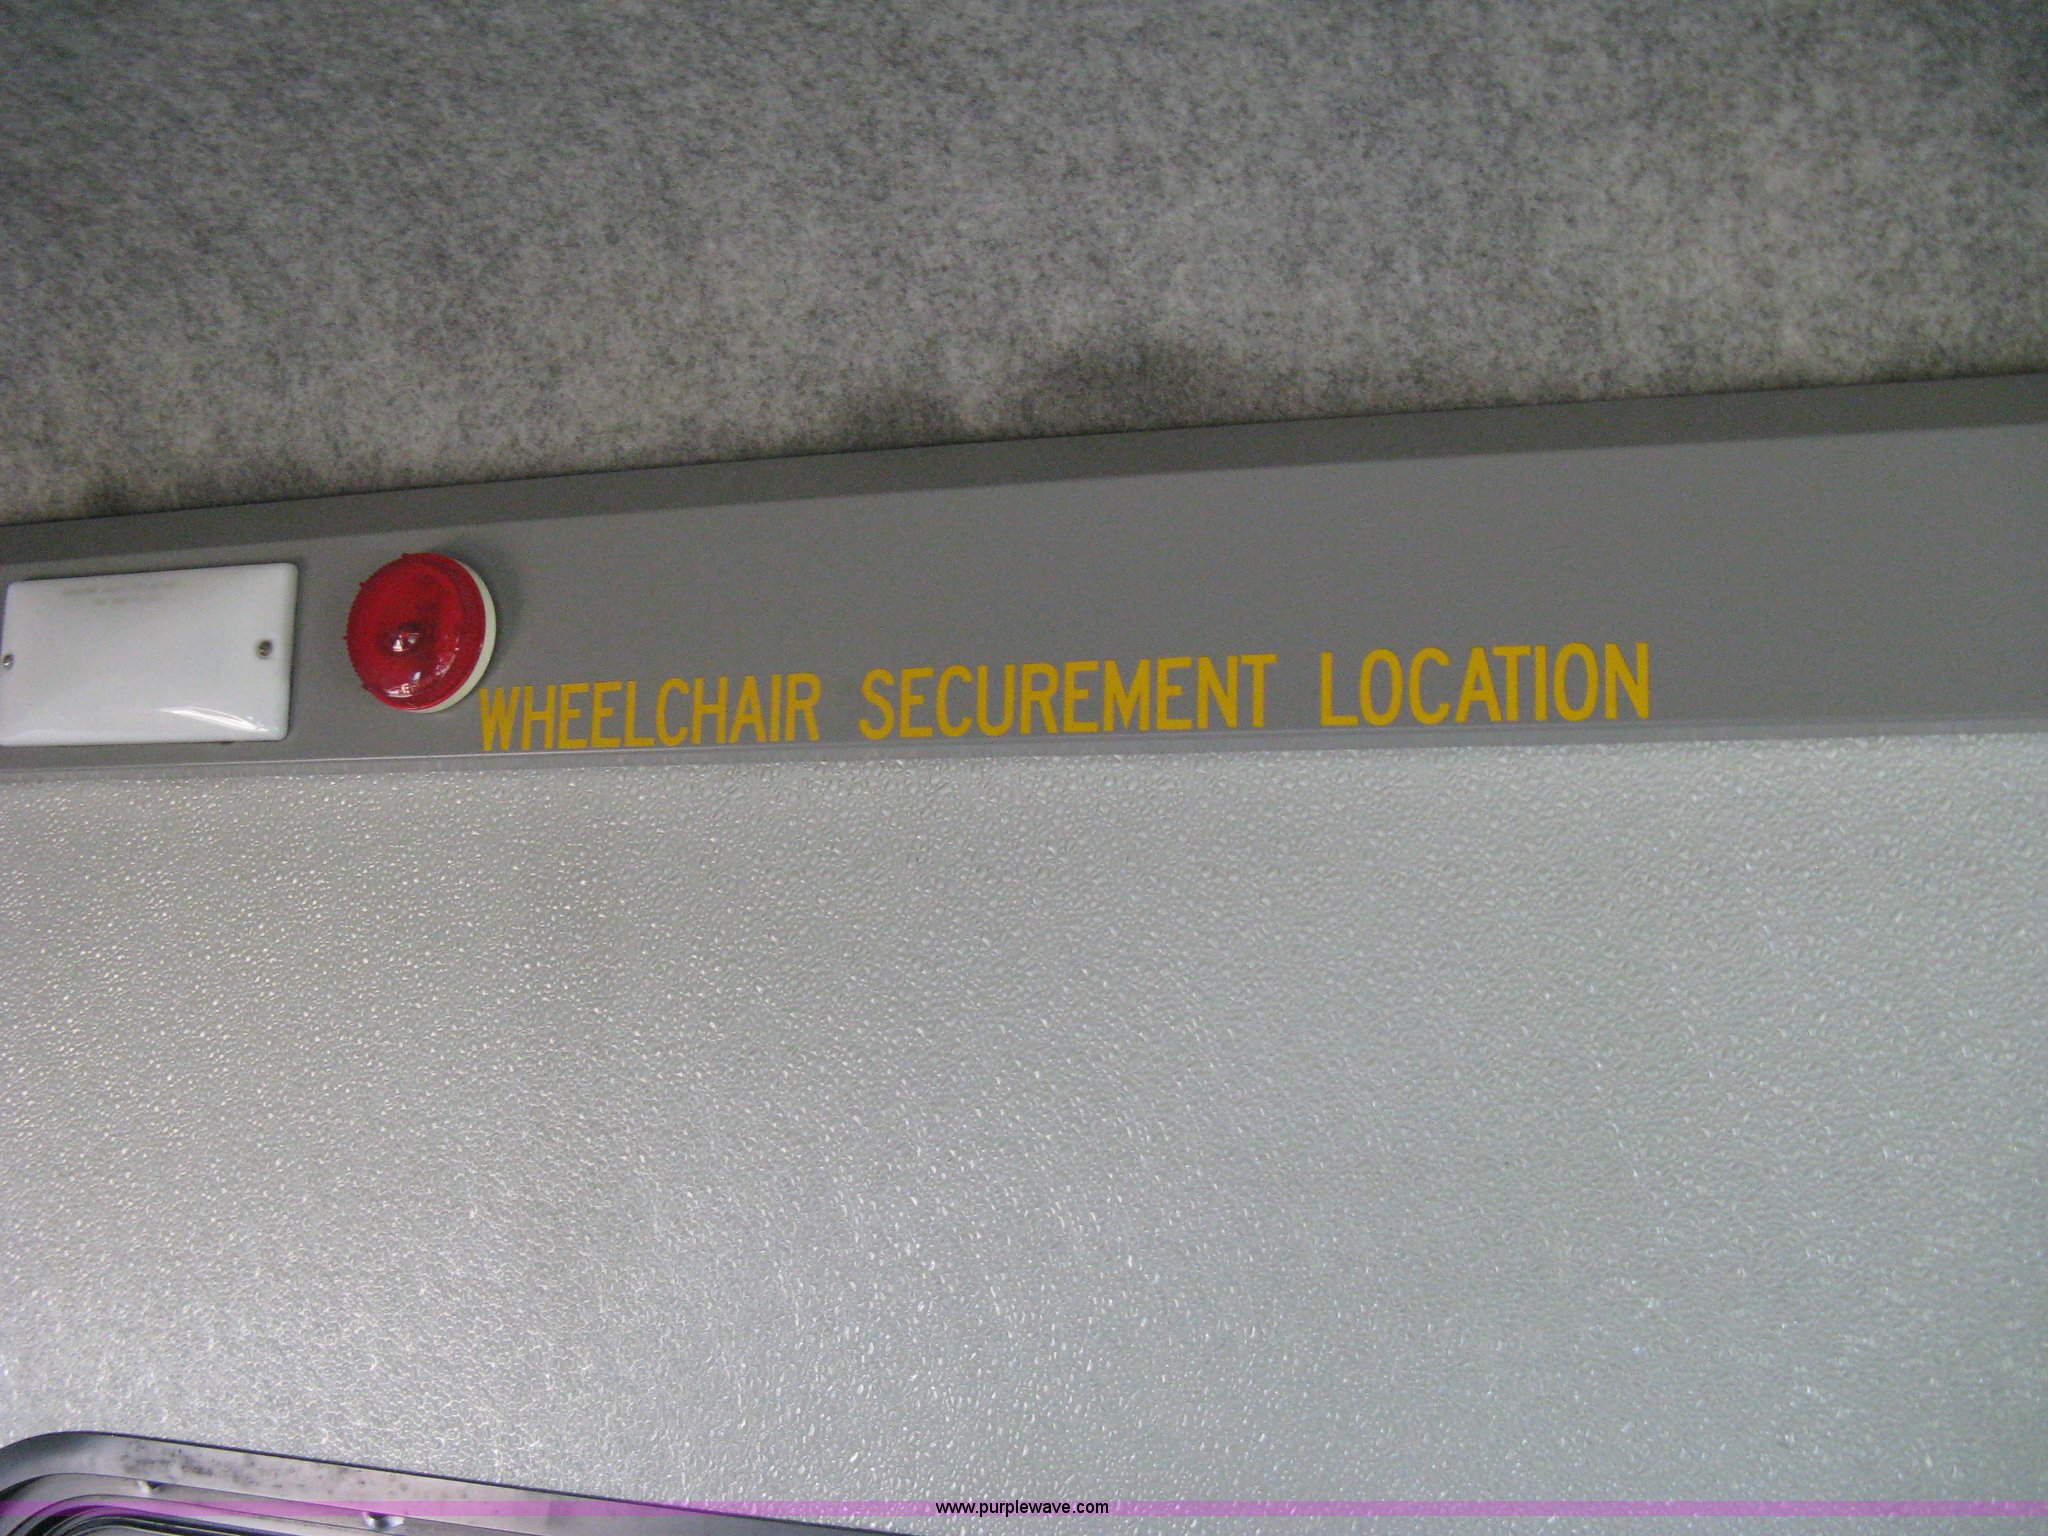 WHEELCHAIR SECUREMENT LOCATION
www.purplewave.com